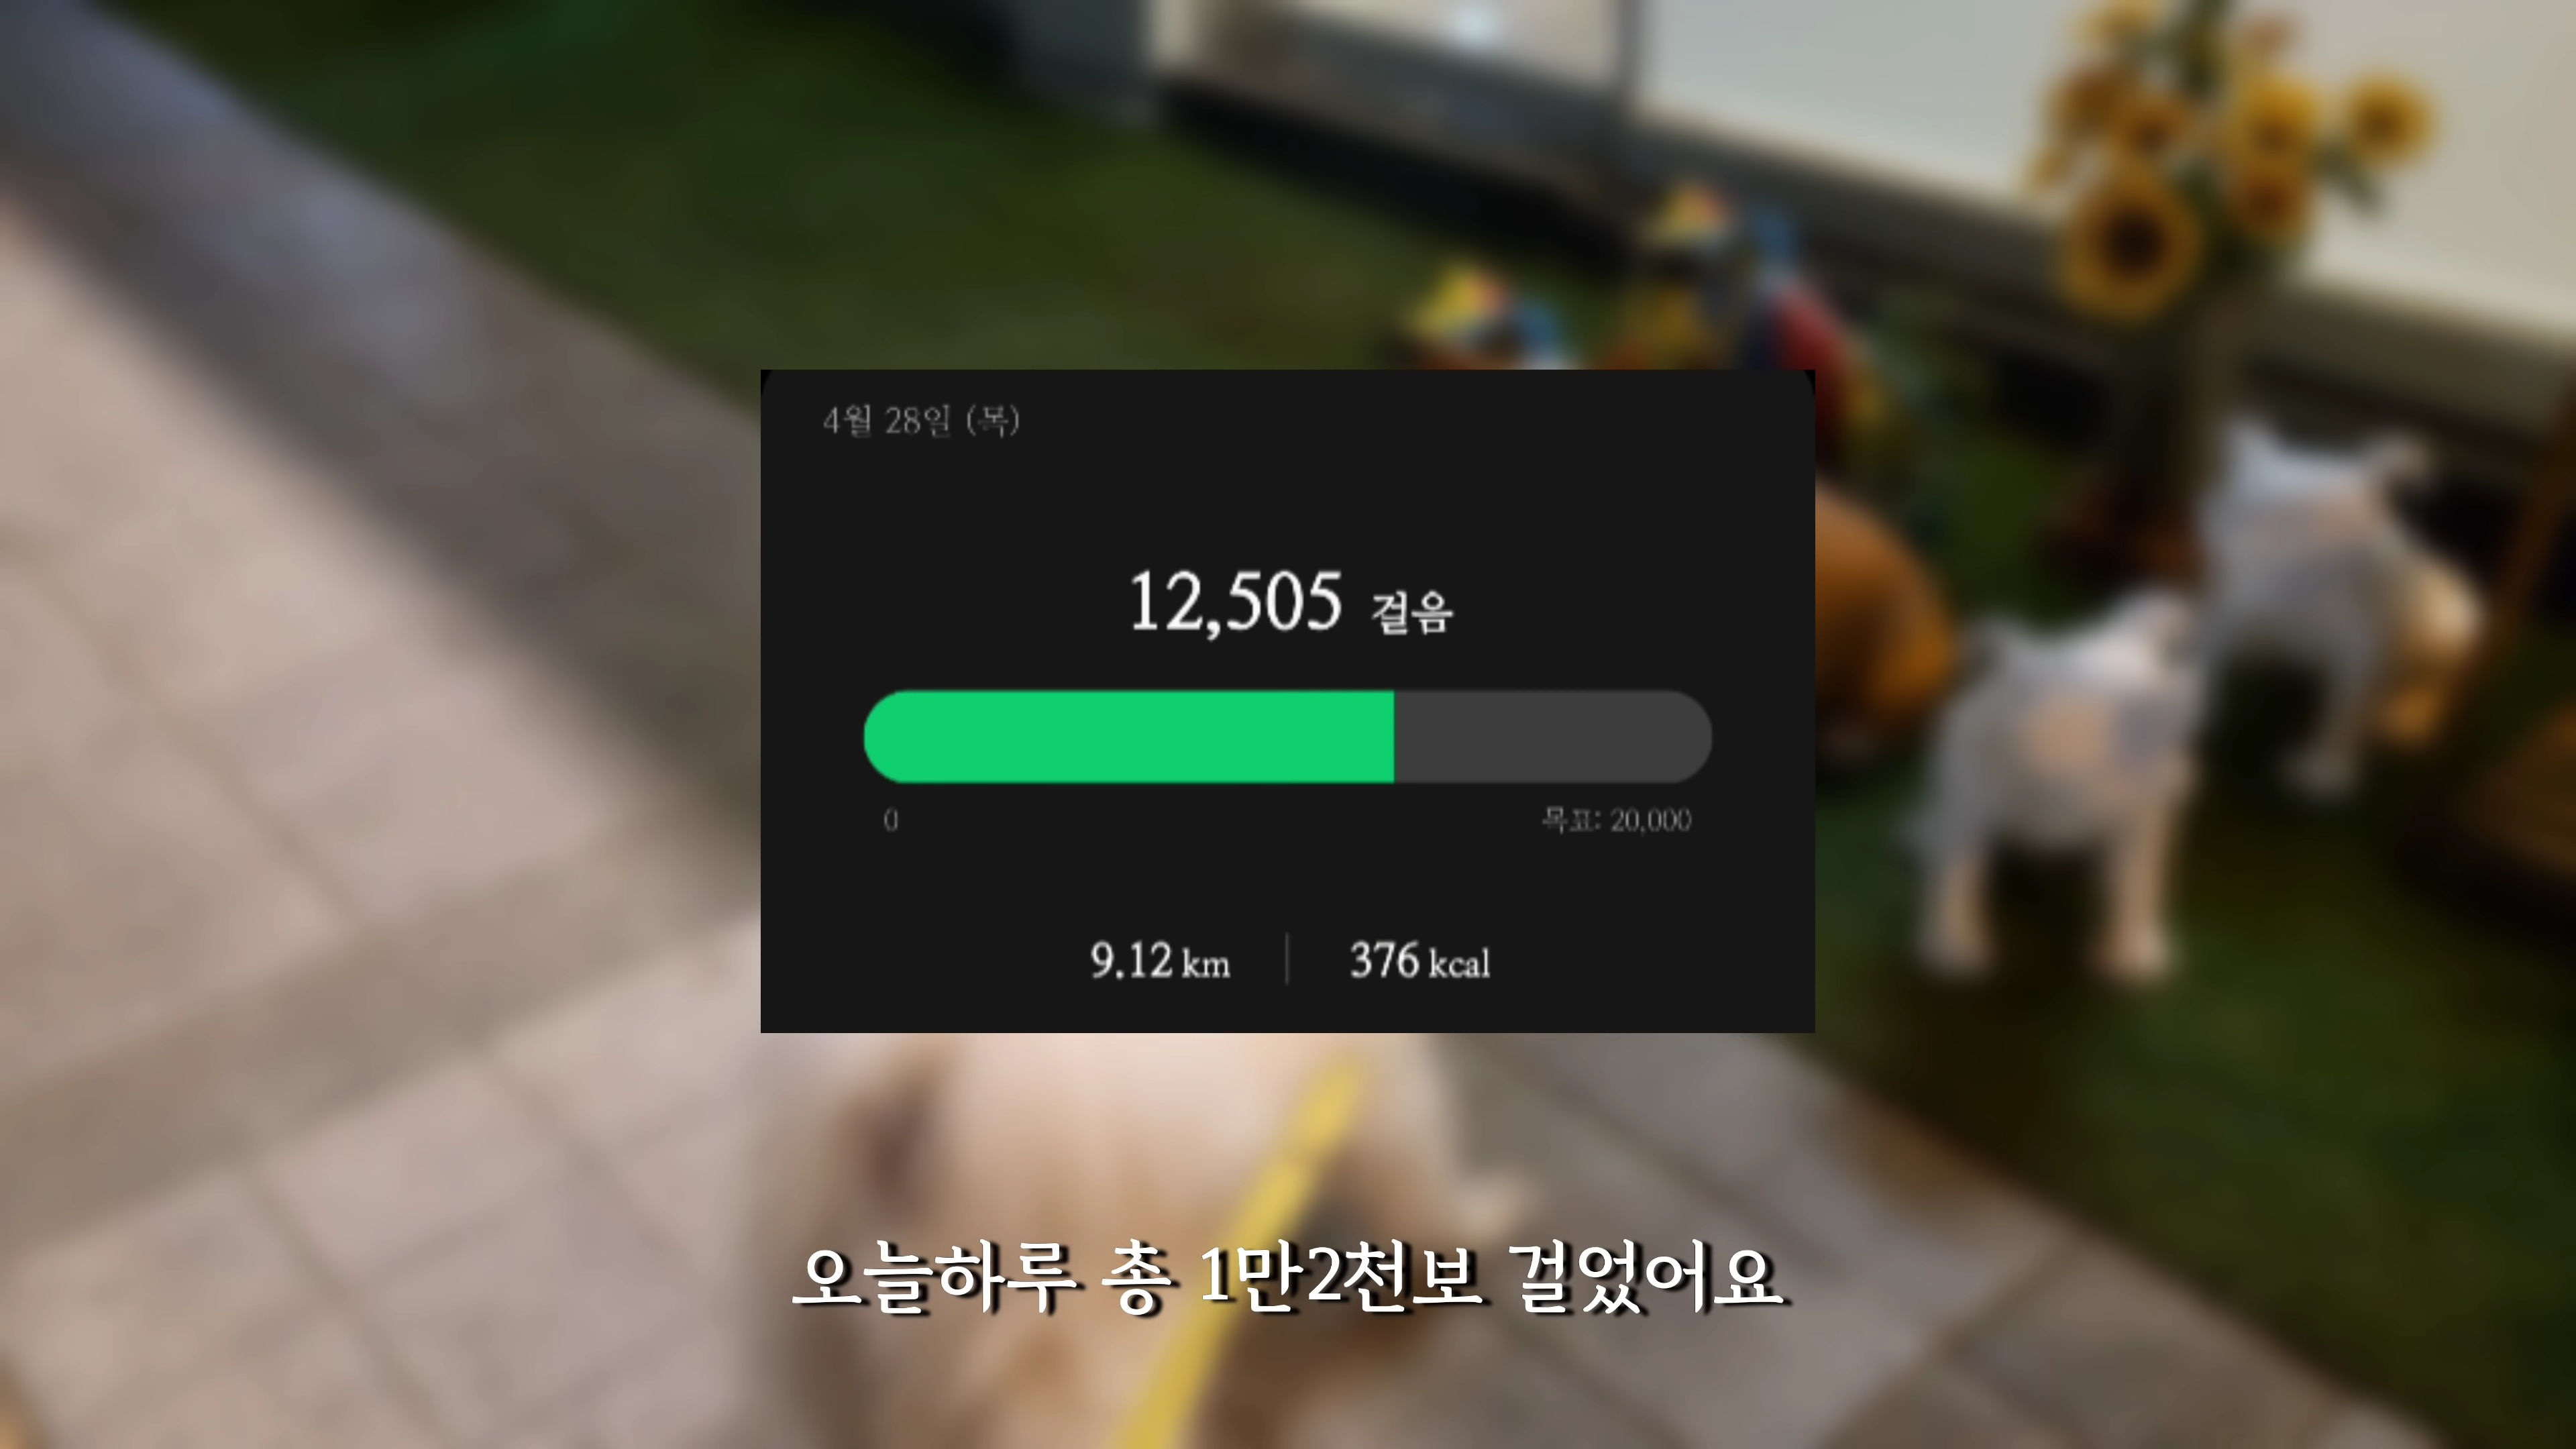 4월 28일 (목)
12,505 걸음
0
목표: 20,000
9.12 km
376 kcal
오늘하루 총 1만2천보 걸었어요